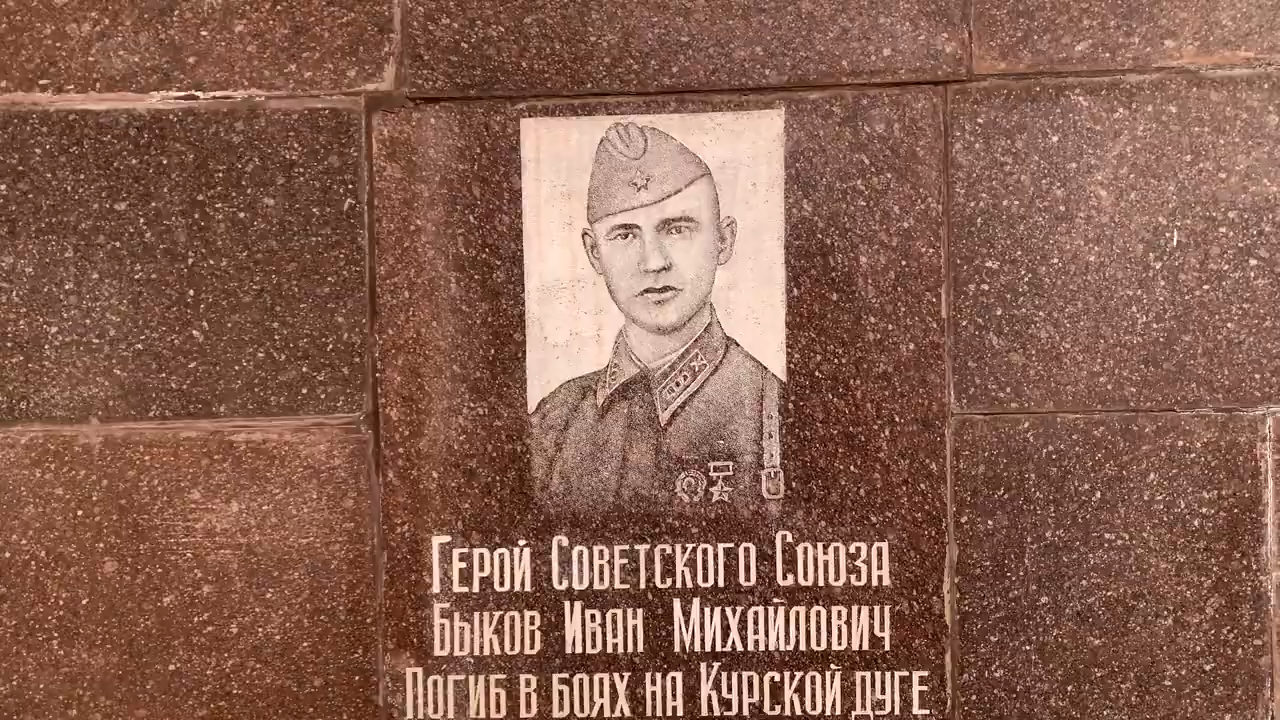 Герой Советского Союза
Быков Иван Михайлович
Погиб в боях на Курской дуге